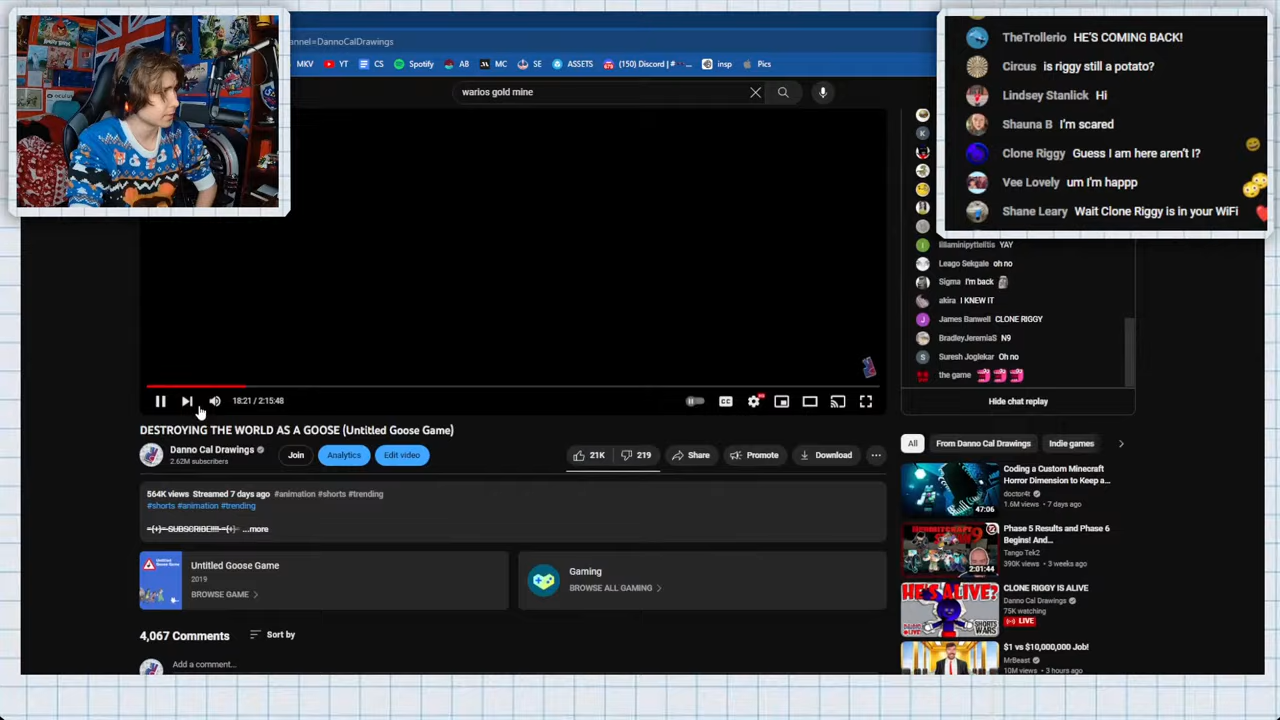 annel=DannoCalDrawings
MKV
YT
CS
Spotify
AB
MC
SE
ASSETS
(150) Discord | #
insp
Pics
warios gold mine
TheTrollerio HE'S COMING BACK!
Circus is riggy still a potato?
Lindsey Stanlick Hi
Shauna B I'm scared
Clone Riggy Guess I am here aren't I?
Vee Lovely um I'm happp
Shane Leary Wait Clone Riggy is in your WiFi
lillaminipyttelitis YAY
Leago Sekgale oh no
Sigma I'm back
akira I KNEW IT
James Banwell CLONE RIGGY
BradleyJeremiaS N9
Suresh Joglekar Oh no
the game
Hide chat replay
18:21 / 2:15:48
CC
DESTROYING THE WORLD AS A GOOSE (Untitled Goose Game)
Danno Cal Drawings
2.62M subscribers
Join
Analytics
Edit video
21K
219
Share
Promote
Download
564K views Streamed 7 days ago #animation #shorts #trending
#shorts #animation #trending
=(+)=SUBSCRIBE!!!!=(+)= ...more
Untitled Goose Game
2019
BROWSE GAME
Gaming
BROWSE ALL GAMING
4,067 Comments
Sort by
Add a comment...
All
From Danno Cal Drawings
Indie games
Coding a Custom Minecraft
Horror Dimension to Keep a...
doctor4t
1.6M views • 7 days ago
47:06
Phase 5 Results and Phase 6
Begins! And...
Tango Tek2
390K views • 3 weeks ago
2:01:44
CLONE RIGGY IS ALIVE
Danno Cal Drawings
75K watching
LIVE
HE'S ALIVE?
SHORTS
WARS
$1 vs $10,000,000 Job!
MrBeast
10M views • 3 hours ago